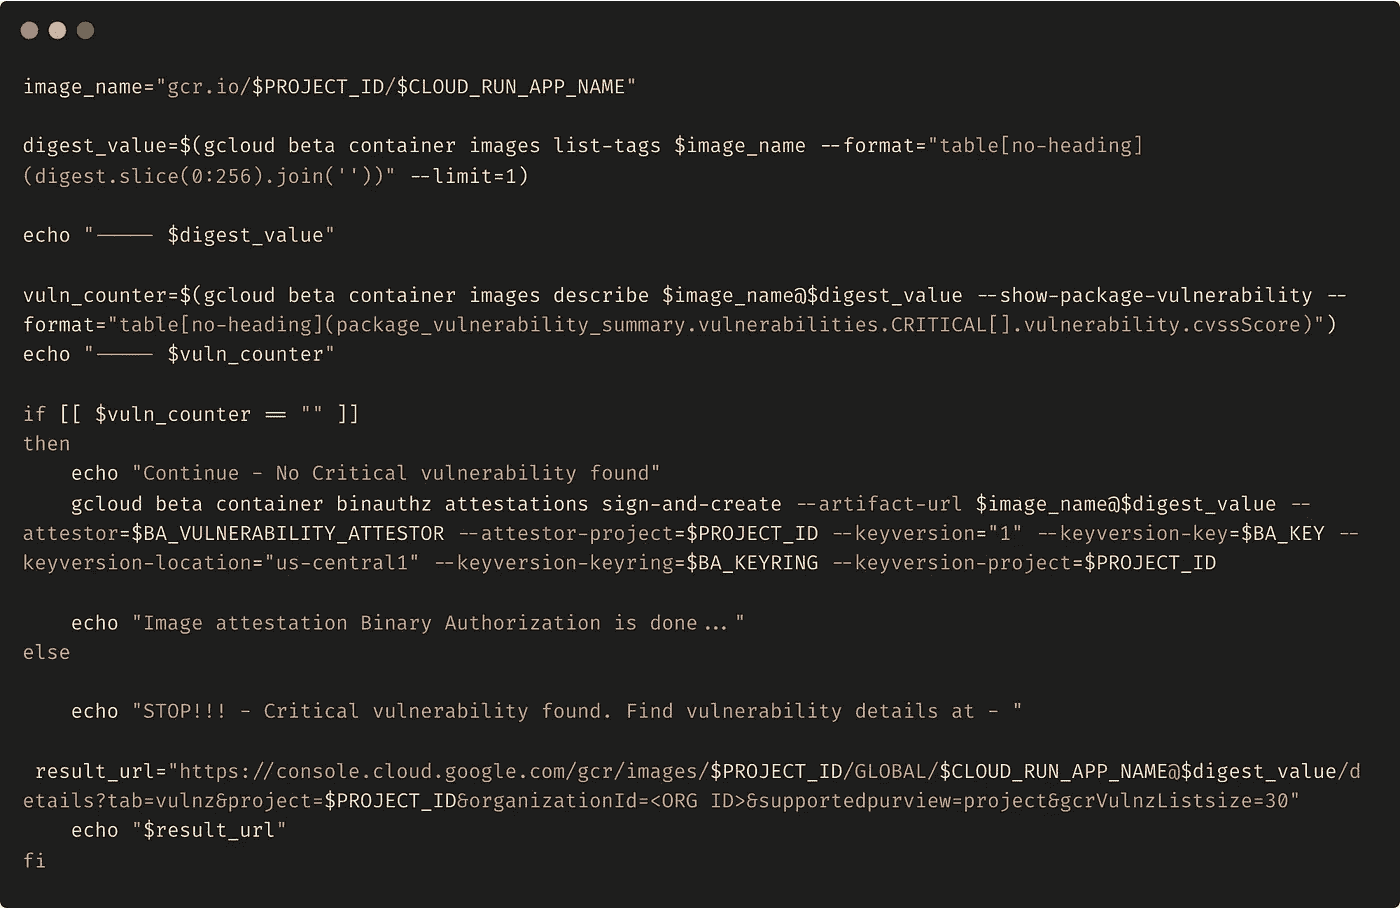 image_name="gcr.io/$PROJECT_ID/$CLOUD_RUN_APP_NAME"
digest_value=$(gcloud beta container images list-tags $image_name --format="table[no-heading]
(digest.slice(0:256).join(''))" --limit=1)
echo "----- $digest_value"
vuln_counter=$(gcloud beta container images describe $image_name@$digest_value --show-package-vulnerability --
format="table[no-heading](package_vulnerability_summary.vulnerabilities.CRITICAL[].vulnerability.cvssScore)")
echo "----- $vuln_counter"
if [[ $vuln_counter == "" ]]
then
    echo "Continue - No Critical vulnerability found"
    gcloud beta container binauthz attestations sign-and-create --artifact-url $image_name@$digest_value --
attestor=$BA_VULNERABILITY_ATTESTOR --attestor-project=$PROJECT_ID --keyversion="1" --keyversion-key=$BA_KEY --
keyversion-location="us-central1" --keyversion-keyring=$BA_KEYRING --keyversion-project=$PROJECT_ID
    echo "Image attestation Binary Authorization is done..."
else
    echo "STOP!!! - Critical vulnerability found. Find vulnerability details at - "
 result_url="https://console.cloud.google.com/gcr/images/$PROJECT_ID/GLOBAL/$CLOUD_RUN_APP_NAME@$digest_value/d
etails?tab=vulnz&project=$PROJECT_ID&organizationId=<ORG ID>&supportedpurview=project&gcrVulnzListsize=30"
    echo "$result_url"
fi